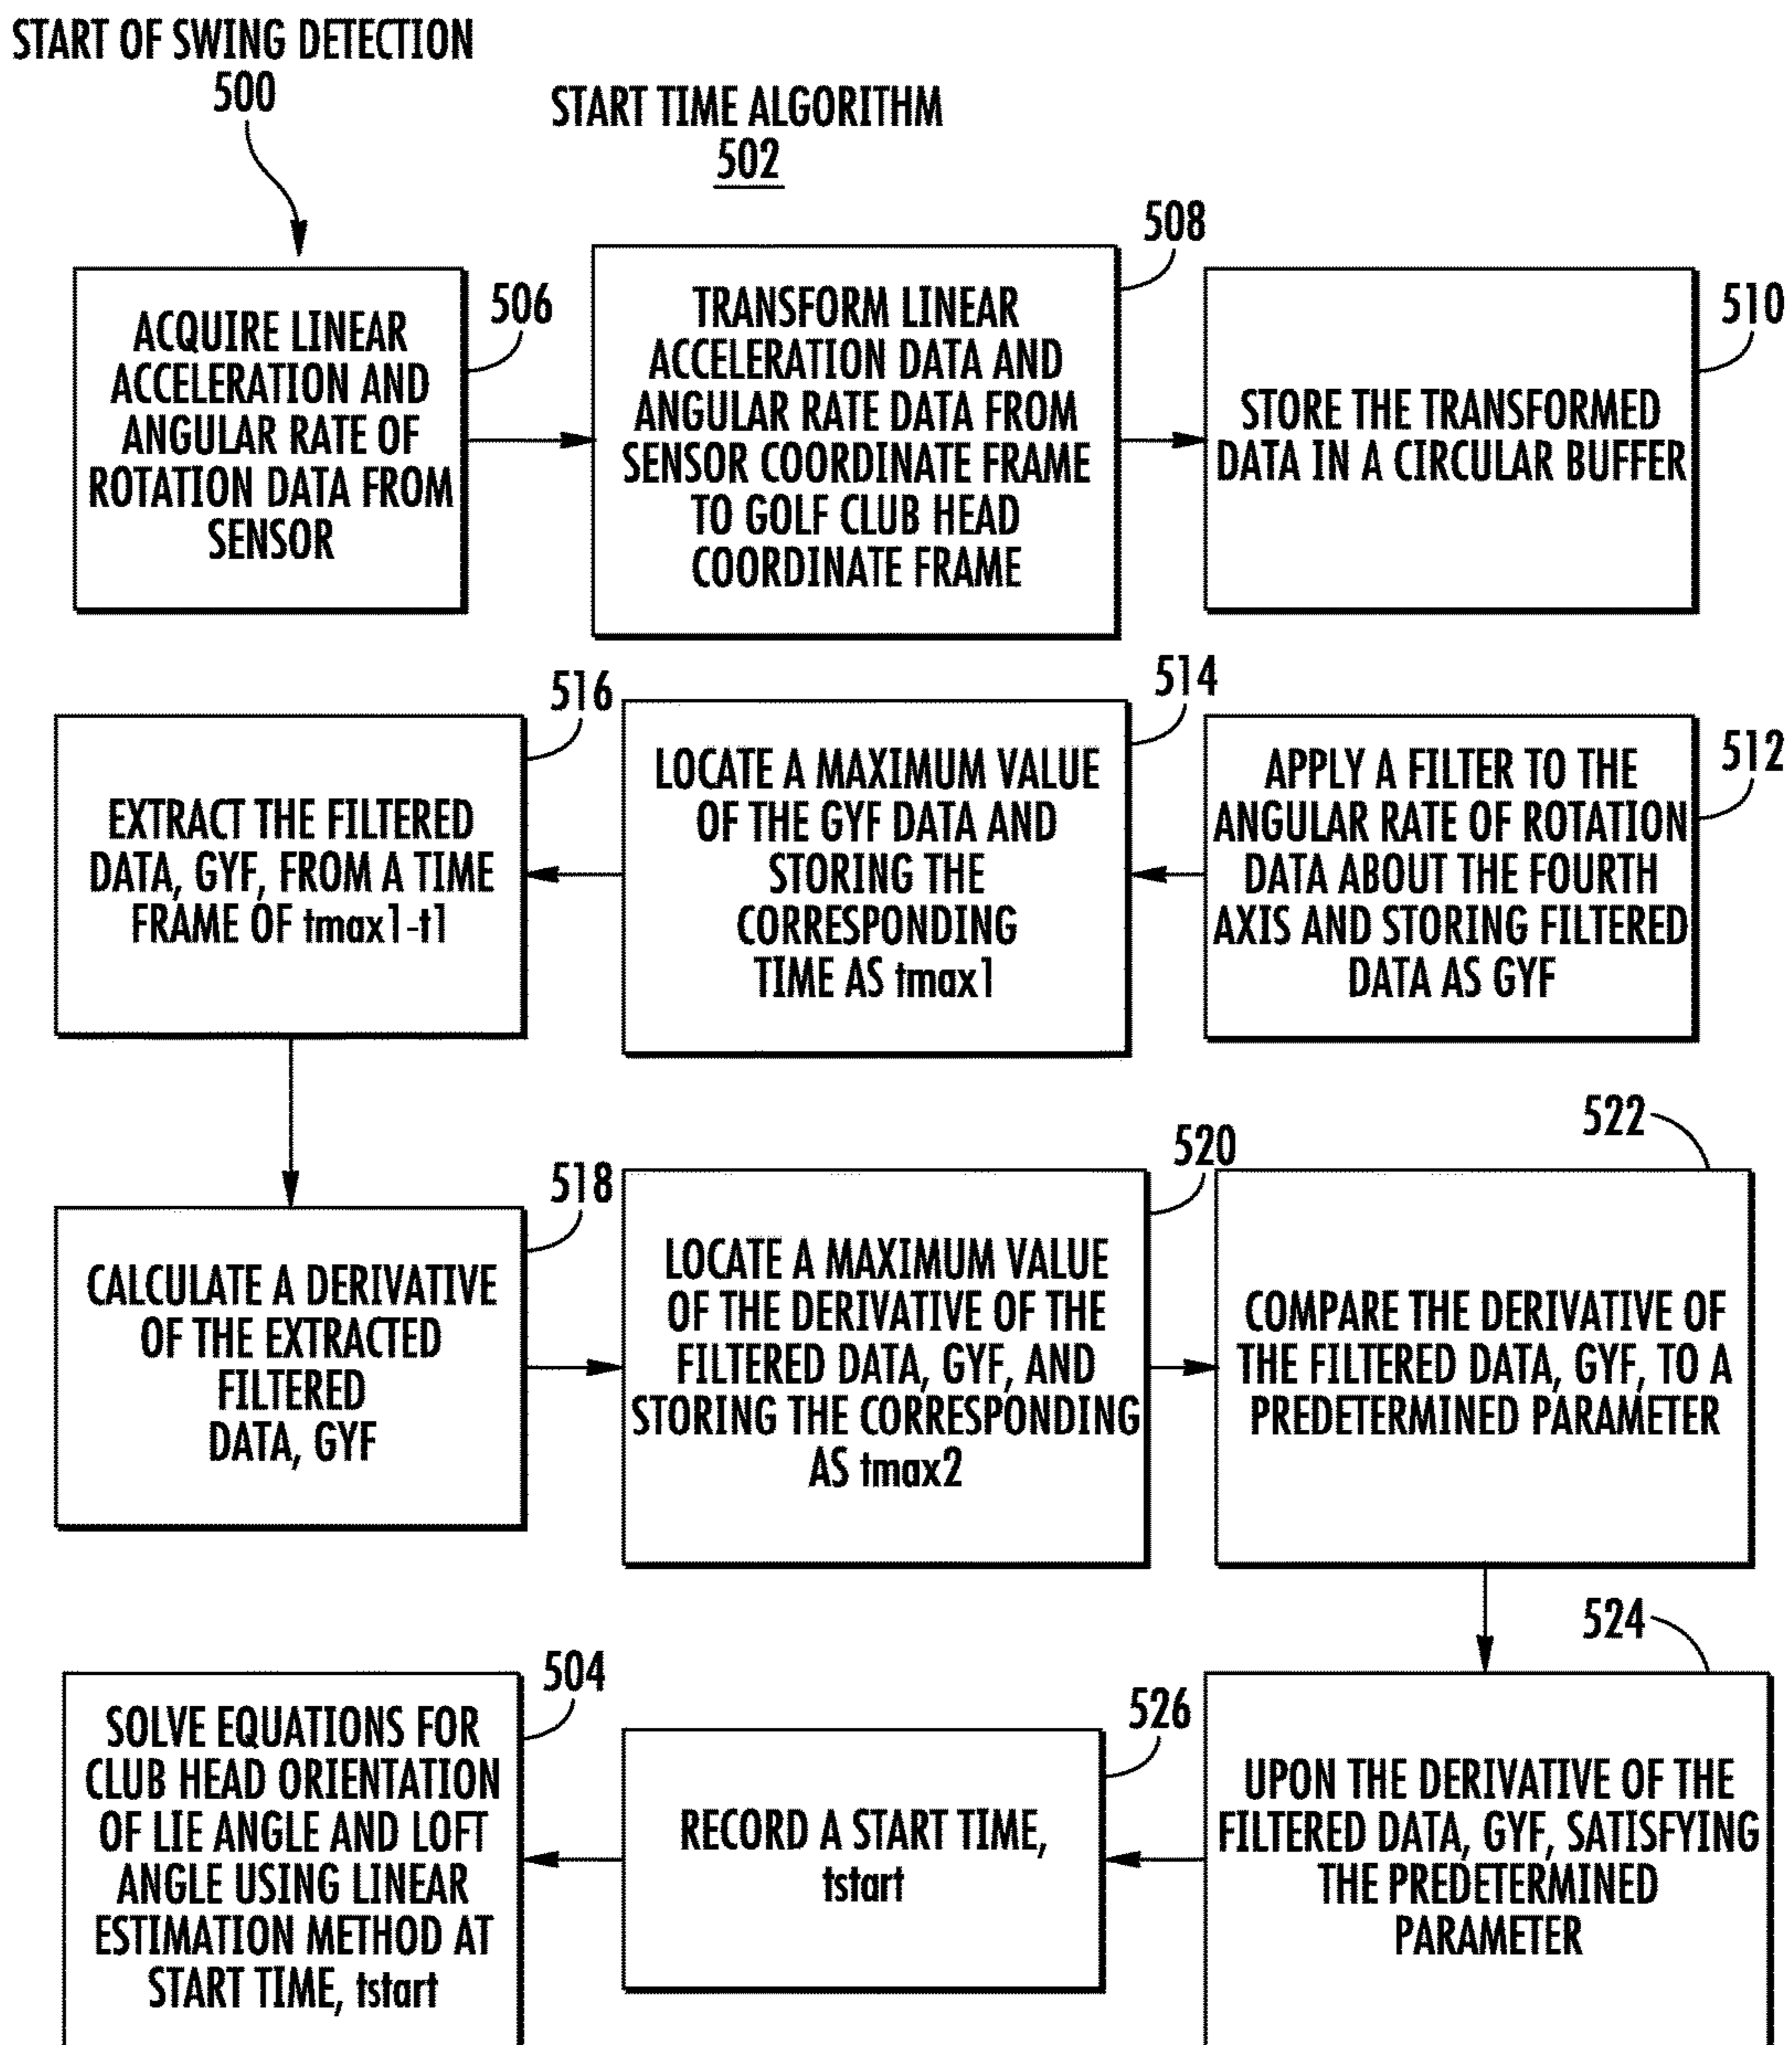 START OF SWING DETECTION
500
START TIME ALGORITHM
502
ACQUIRE LINEAR
ACCELERATION AND
ANGULAR RATE OF
ROTATION DATA FROM
SENSOR
506
TRANSFORM LINEAR
ACCELERATION DATA AND
ANGULAR RATE DATA FROM
SENSOR COORDINATE FRAME
TO GOLF CLUB HEAD
COORDINATE FRAME
508
STORE THE TRANSFORMED
DATA IN A CIRCULAR BUFFER
510
APPLY A FILTER TO THE
ANGULAR RATE OF ROTATION
DATA ABOUT THE FOURTH
AXIS AND STORING FILTERED
DATA AS GYF
512
LOCATE A MAXIMUM VALUE
OF THE GYF DATA AND
STORING THE
CORRESPONDING
TIME AS tmax1
514
EXTRACT THE FILTERED
DATA, GYF, FROM A TIME
FRAME OF tmax1-t1
516
CALCULATE A DERIVATIVE
OF THE EXTRACTED
FILTERED
DATA, GYF
518
LOCATE A MAXIMUM VALUE
OF THE DERIVATIVE OF THE
FILTERED DATA, GYF, AND
STORING THE CORRESPONDING
AS tmax2
520
COMPARE THE DERIVATIVE OF
THE FILTERED DATA, GYF, TO A
PREDETERMINED PARAMETER
522
UPON THE DERIVATIVE OF THE
FILTERED DATA, GYF, SATISFYING
THE PREDETERMINED
PARAMETER
524
RECORD A START TIME,
tstart
526
SOLVE EQUATIONS FOR
CLUB HEAD ORIENTATION
OF LIE ANGLE AND LOFT
ANGLE USING LINEAR
ESTIMATION METHOD AT
START TIME, tstart
504